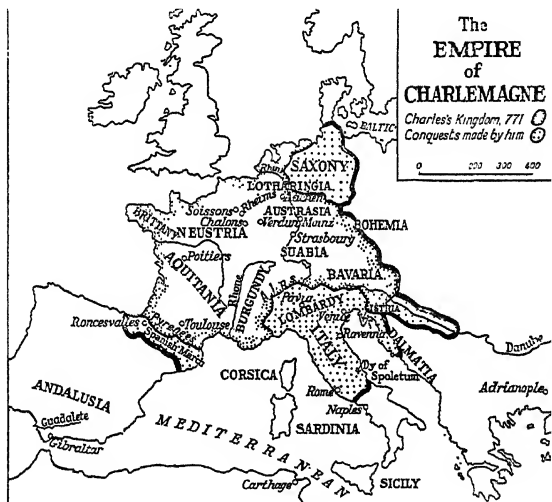 The
EMPIRE
of
CHARLEMAGNE
Charles's Kingdom, 771
Conquests made by him
0 200 300 400
BALTIC
SAXONY
Rhine
LOTHARINGIA
Aachen
Soissons
Rheims
AUSTRASIA
BOHEMIA
BRITTANY
Chalons
Verdun
Mainz
NEUSTRIA
Strasbourg
SUABIA
Poitiers
BAVARIA
AQUITANIA
Rhone
BURGUNDY
Alps
Pavia
LOMBARDY
Venice
ISTRIA
Roncesvalles
Pyrenees
Toulouse
Spanish March
ITALY
Ravenna
DALMATIA
Danube
CORSICA
Dy of
Spoletum
ANDALUSIA
Rome
Adrianople
Guadalete
Naples
SARDINIA
Gibraltar
MEDITERRANEAN
Carthage
SICILY